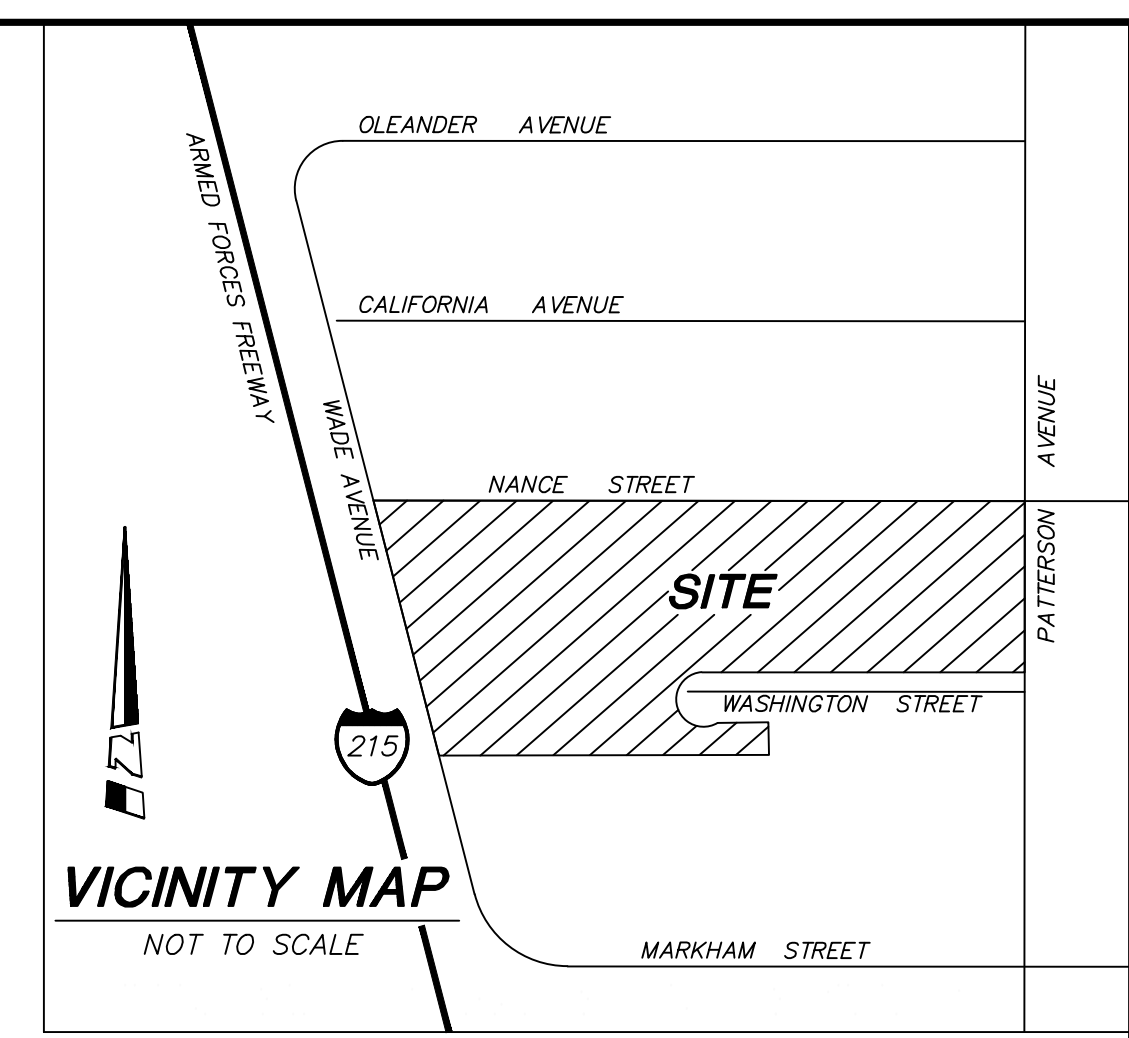 OLEANDER AVENUE
ARMED FORCES FREEWAY
CALIFORNIA AVENUE
WADE AVENUE
PATTERSON AVENUE
NANCE STREET
SITE
WASHINGTON STREET
N
215
VICINITY MAP
NOT TO SCALE
MARKHAM STREET